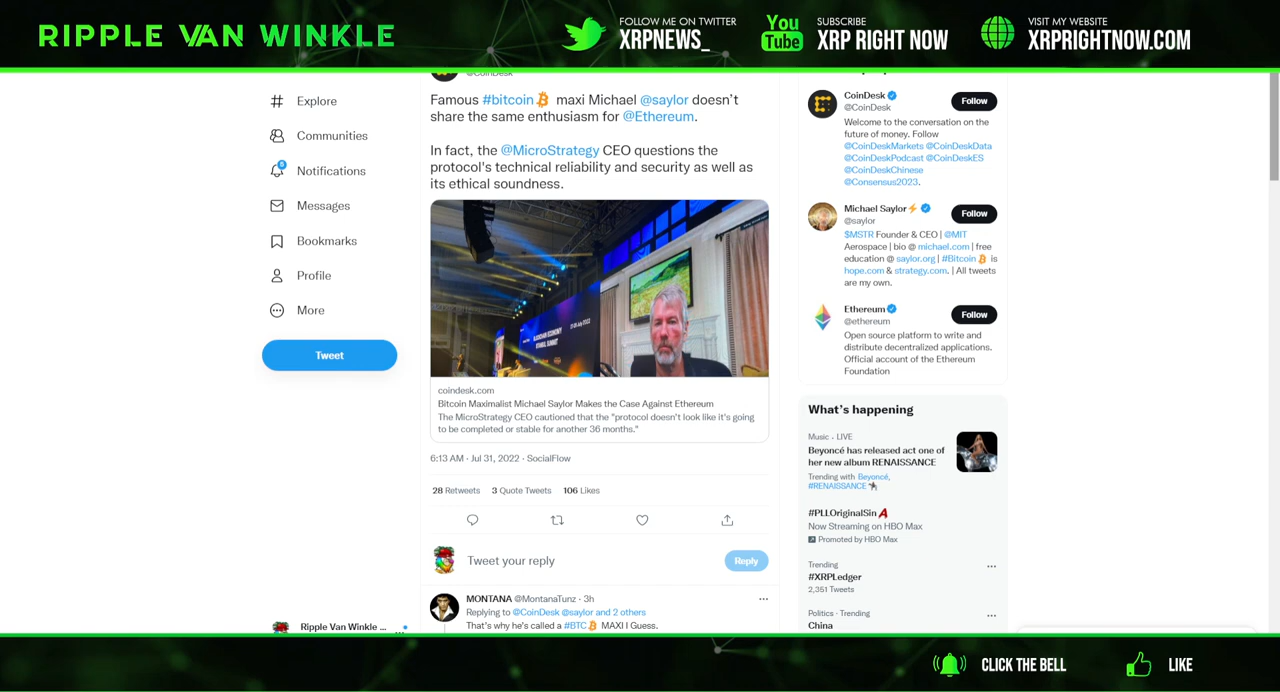 RIPPLE VAN WINKLE
FOLLOW ME ON TWITTER
XRPNEWS_
You
Tube
SUBSCRIBE
XRP RIGHT NOW
VISIT MY WEBSITE
XRPRIGHTNOW.COM
Explore
Communities
Notifications
Messages
Bookmarks
Profile
More
Tweet
Ripple Van Winkle ...
@CoinDesk
Famous #bitcoin maxi Michael @saylor doesn't
share the same enthusiasm for @Ethereum.
In fact, the @MicroStrategy CEO questions the
protocol's technical reliability and security as well as
its ethical soundness.
coindesk.com
Bitcoin Maximalist Michael Saylor Makes the Case Against Ethereum
The MicroStrategy CEO cautioned that the "protocol doesn't look like it's going
to be completed or stable for another 36 months."
6:13 AM · Jul 31, 2022 · SocialFlow
28 Retweets 3 Quote Tweets 106 Likes
Tweet your reply
Reply
MONTANA @MontanaTunz · 3h
Replying to @CoinDesk @saylor and 2 others
That's why he's called a #BTC MAXI I Guess.
CoinDesk
@CoinDesk
Follow
Welcome to the conversation on the
future of money. Follow
@CoinDeskMarkets @CoinDeskData
@CoinDeskPodcast @CoinDeskES
@CoinDeskChinese
@Consensus2023.
Michael Saylor⚡
@saylor
Follow
$MSTR Founder & CEO | @MIT
Aerospace | bio @ michael.com | free
education @ saylor.org | #Bitcoin is
hope.com & strategy.com. | All tweets
are my own.
Ethereum
@ethereum
Follow
Open source platform to write and
distribute decentralized applications.
Official account of the Ethereum
Foundation
What's happening
Music · LIVE
Beyoncé has released act one of
her new album RENAISSANCE
Trending with Beyoncé,
#RENAISSANCE
#PLLOriginalSin
Now Streaming on HBO Max
Promoted by HBO Max
Trending
#XRPLedger
2,351 Tweets
Politics · Trending
China
CLICK THE BELL
LIKE